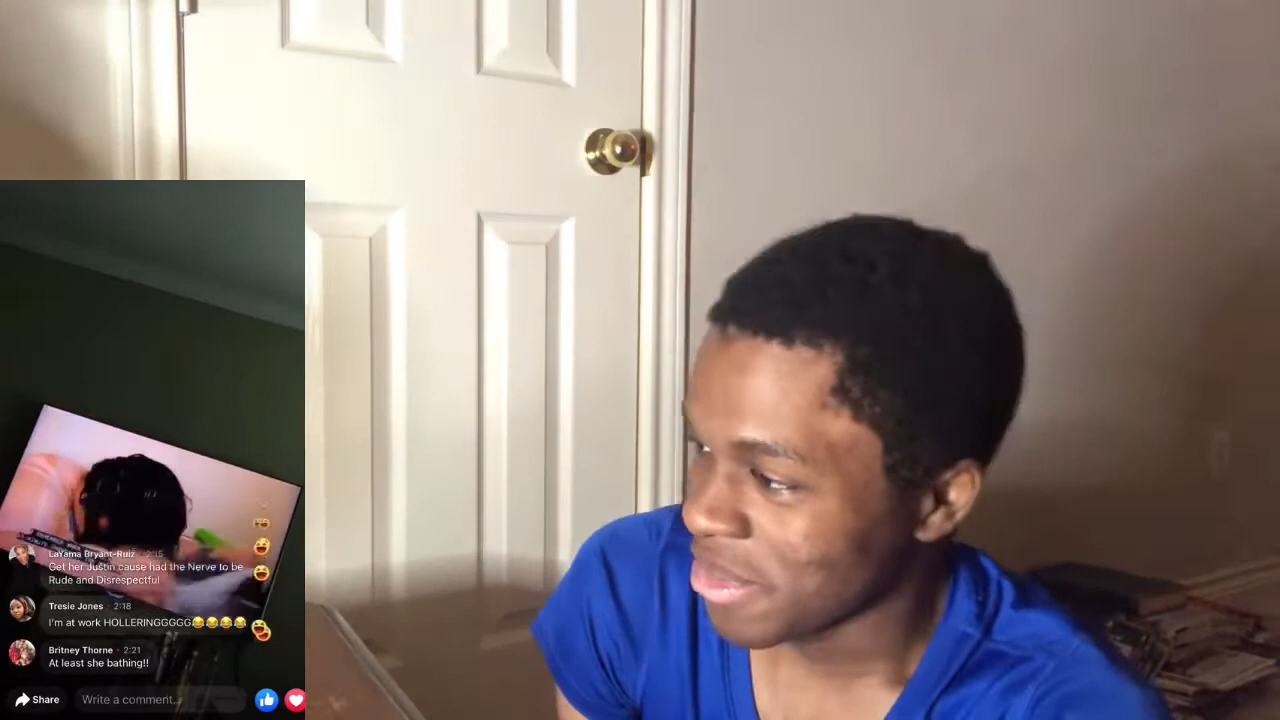 LaYama Bryant-Ruiz · 2:15
Get her Justin cause had the Nerve to be
Rude and Disrespectful
Tresie Jones · 2:18
I'm at work HOLLERINGGGGG😂😂😂😂
Britney Thorne · 2:21
At least she bathing!!
Share
Write a comment...